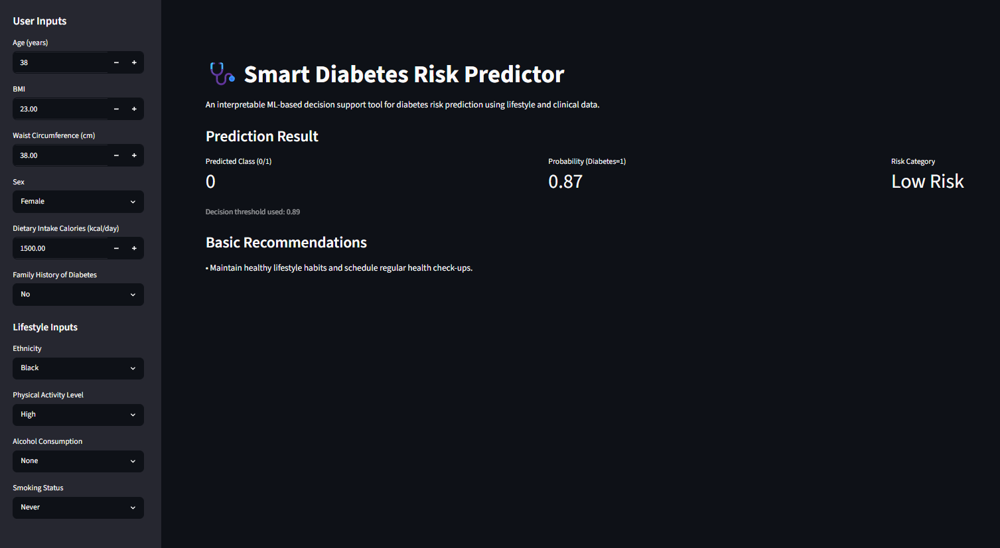 User Inputs
Age (years)
38
BMI
23.00
Waist Circumference (cm)
38.00
Sex
Female
Dietary Intake Calories (kcal/day)
1500.00
Family History of Diabetes
No
Lifestyle Inputs
Ethnicity
Black
Physical Activity Level
High
Alcohol Consumption
None
Smoking Status
Never
Smart Diabetes Risk Predictor
An interpretable ML-based decision support tool for diabetes risk prediction using lifestyle and clinical data.
Prediction Result
Predicted Class (0/1)
0
Probability (Diabetes=1)
0.87
Risk Category
Low Risk
Decision threshold used: 0.89
Basic Recommendations
• Maintain healthy lifestyle habits and schedule regular health check-ups.